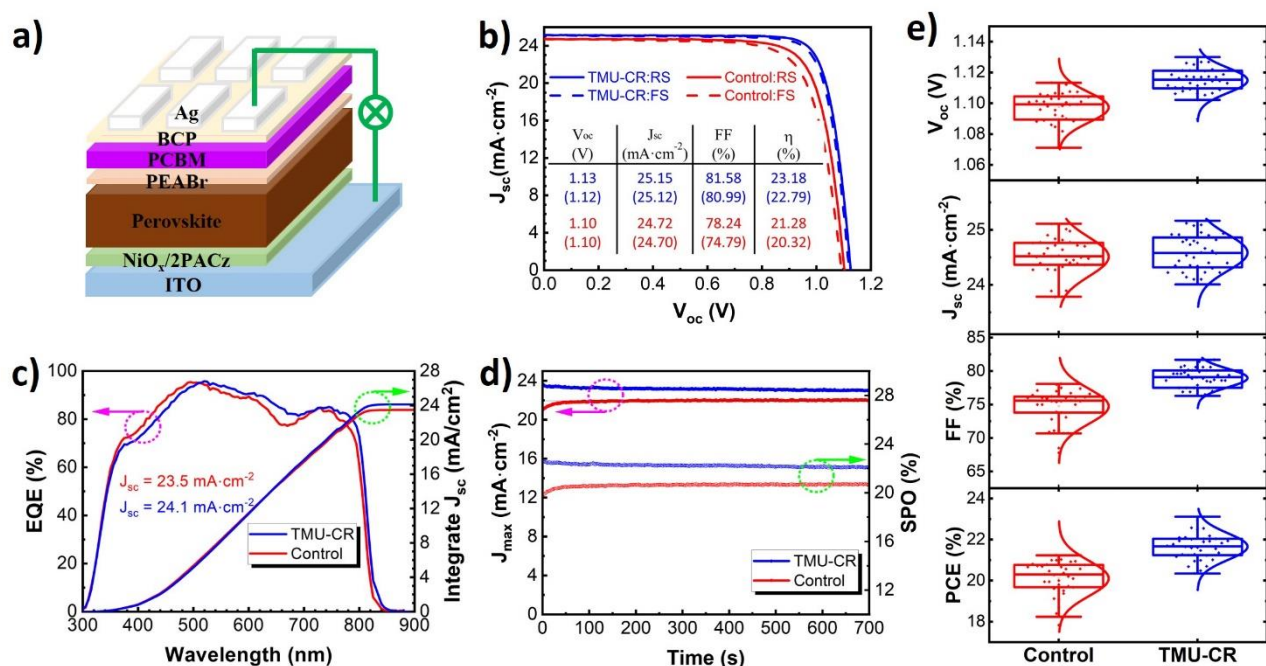 a)
Ag
BCP
PCBM
PEABr
Perovskite
NiOx/2PACz
ITO
b)
28
24
20
16
12
8
4
0
Jsc(mA·cm-2)
TMU-CR:RS
Control:RS
TMU-CR:FS
Control:FS
Voc Jsc FF η
(V) (mA·cm-2) (%) (%)
1.13 25.15 81.58 23.18
(1.12) (25.12) (80.99) (22.79)
1.10 24.72 78.24 21.28
(1.10) (24.70) (74.79) (20.32)
0.0 0.2 0.4 0.6 0.8 1.0 1.2
Voc (V)
c)
100
80
60
40
20
0
EQE (%)
Jsc = 23.5 mA·cm-2
Jsc = 24.1 mA·cm-2
TMU-CR
Control
28
24
20
16
12
8
4
0
Integrate Jsc (mA/cm2)
300 400 500 600 700 800 900
Wavelength (nm)
d)
24
20
16
12
8
4
0
Jmax (mA·cm-2)
TMU-CR
Control
28
26
24
22
20
18
16
14
12
10
SPO (%)
0 100 200 300 400 500 600 700
Time (s)
e)
1.14
1.12
1.10
1.08
1.06
Voc (V)
25
24
Jsc (mA·cm-2)
85
80
75
70
65
FF (%)
22
20
18
PCE (%)
Control TMU-CR